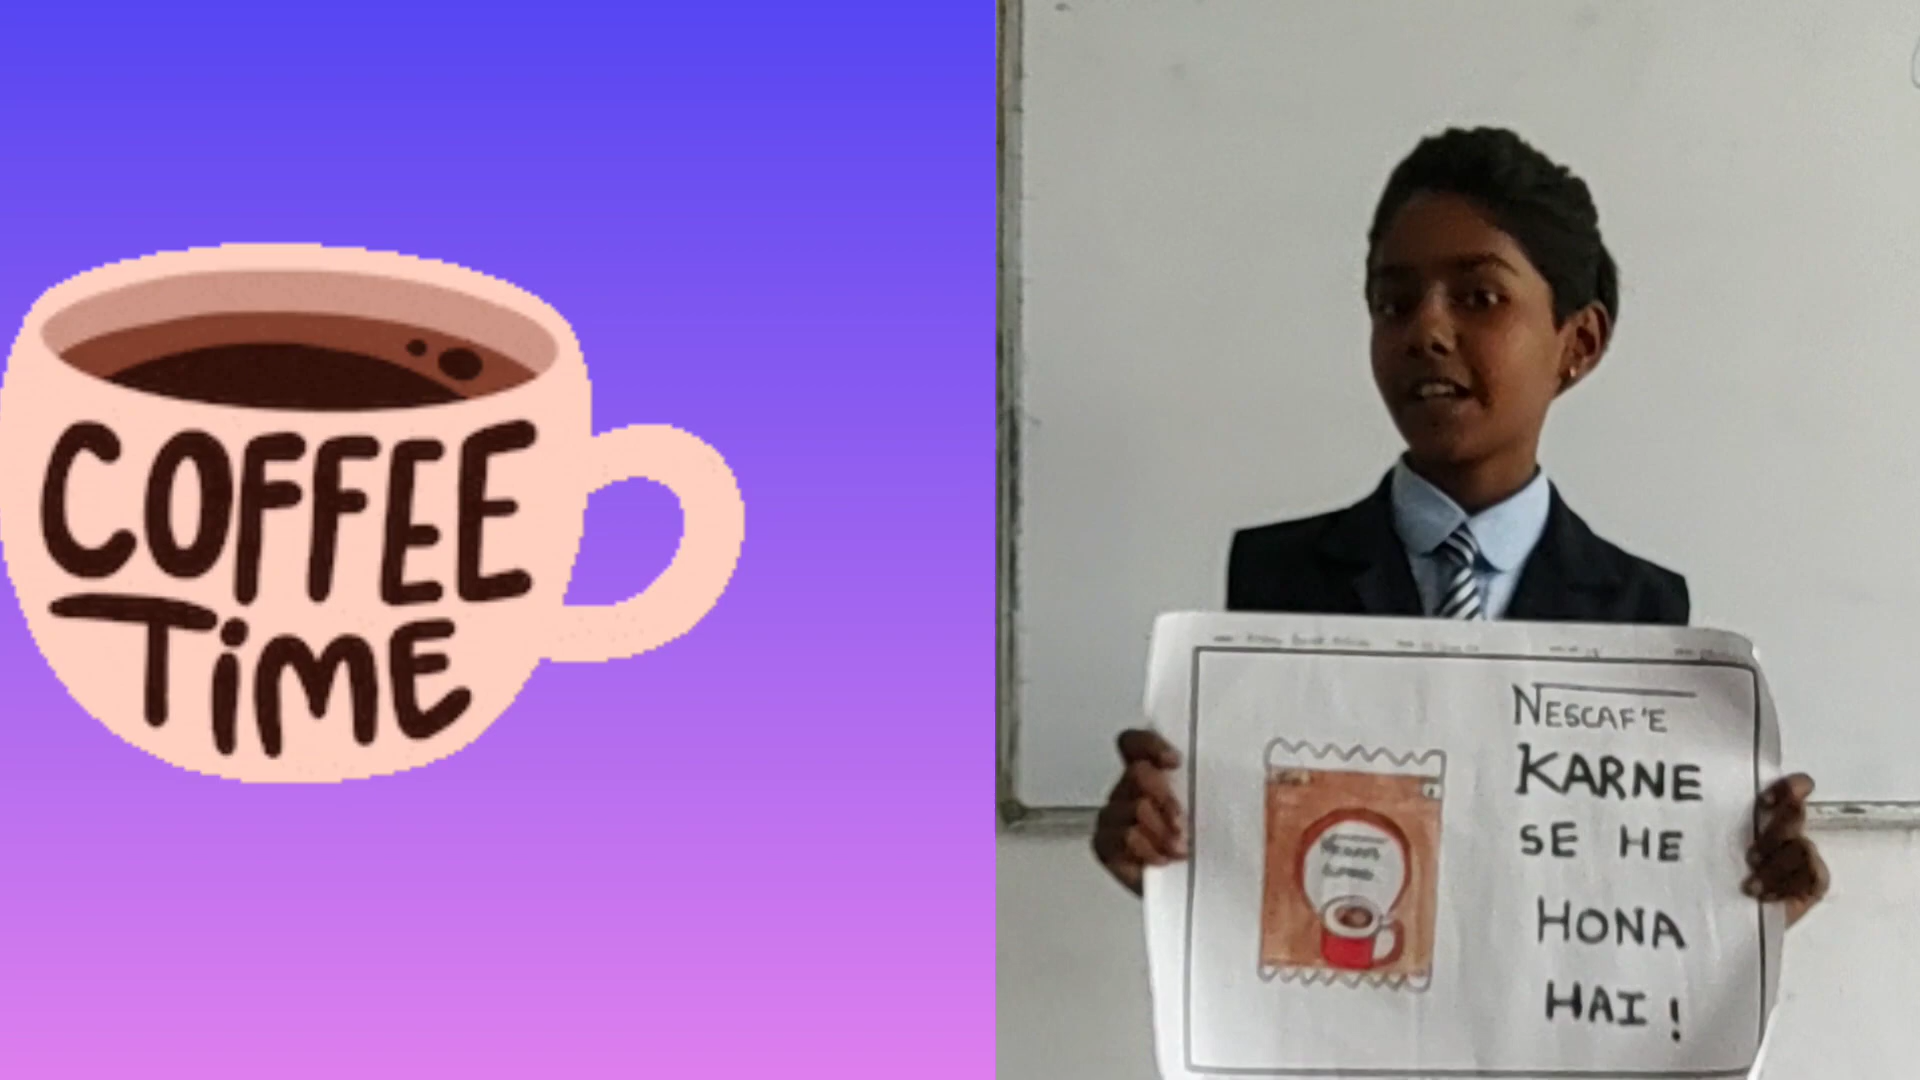 COFFEE
TiME
NESCAF'E
KARNE
SE HE
HONA
HAI !